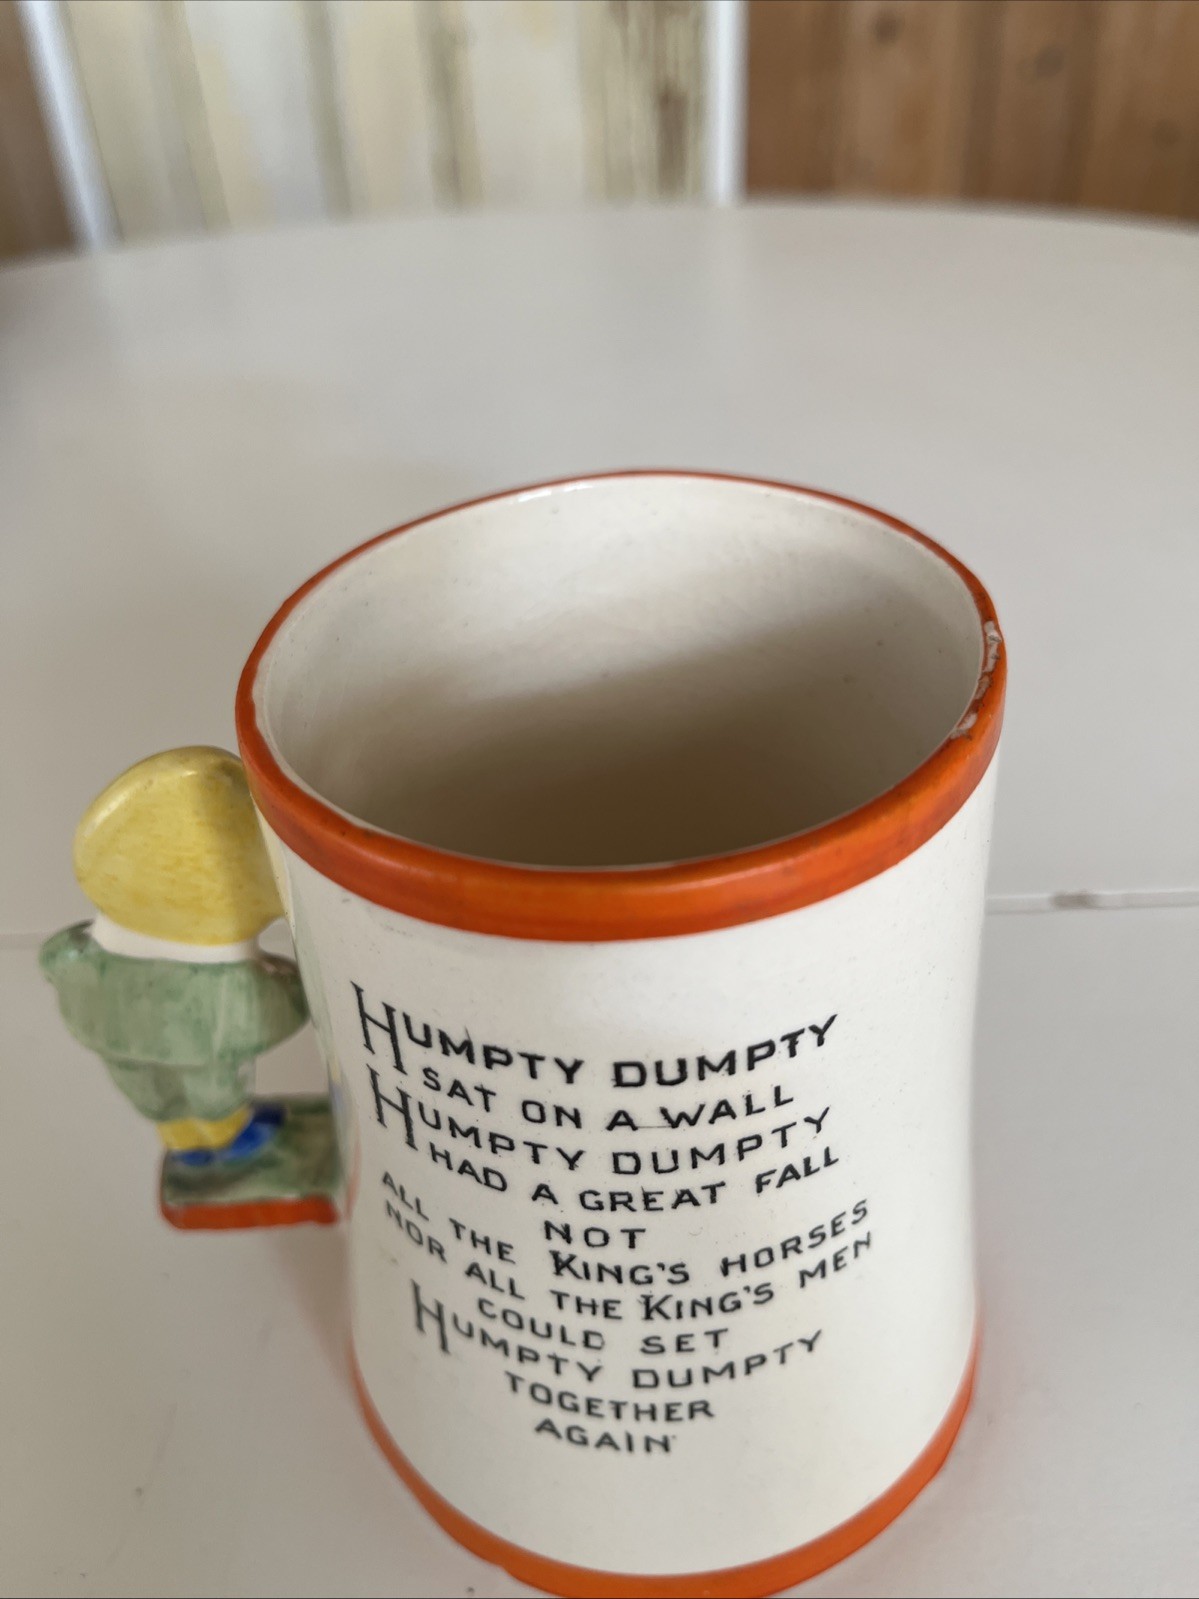 HUMPTY DUMPTY
SAT ON A WALL
HUMPTY DUMPTY
HAD A GREAT FALL
NOT
ALL THE KING'S HORSES
NOR ALL THE KING'S MEN
COULD SET
HUMPTY DUMPTY
TOGETHER
AGAIN